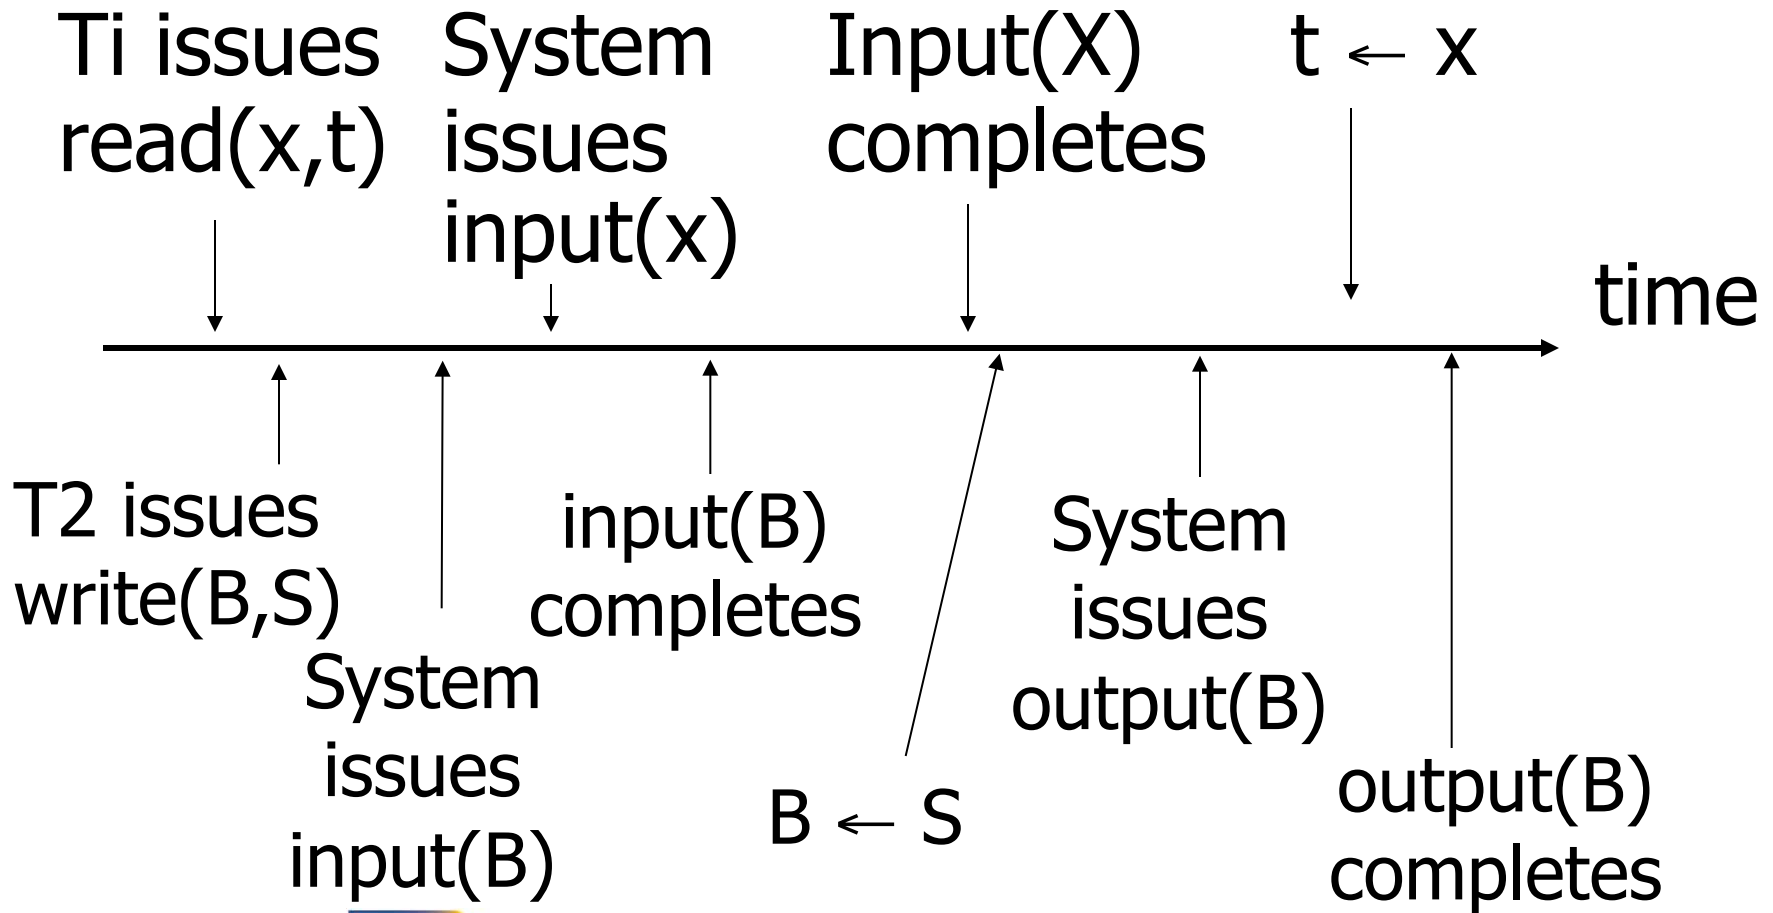 Ti issues
read(x,t)
System
issues
input(x)
Input(X)
completes
t ← x
time
T2 issues
write(B,S)
System
issues
input(B)
input(B)
completes
B ← S
System
issues
output(B)
output(B)
completes